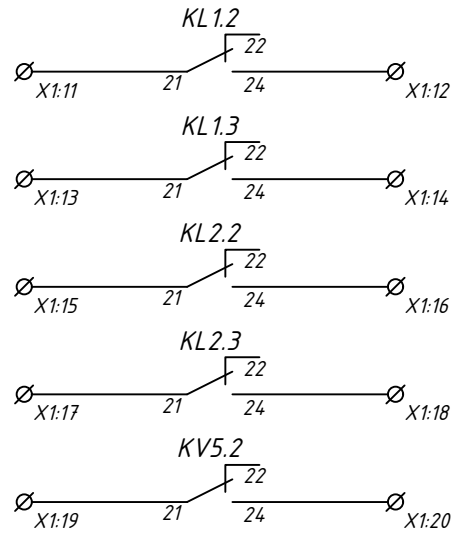 KL1.2
22
X1:11 21 24 X1:12
KL1.3
22
X1:13 21 24 X1:14
KL2.2
22
X1:15 21 24 X1:16
KL2.3
22
X1:17 21 24 X1:18
KV5.2
22
X1:19 21 24 X1:20